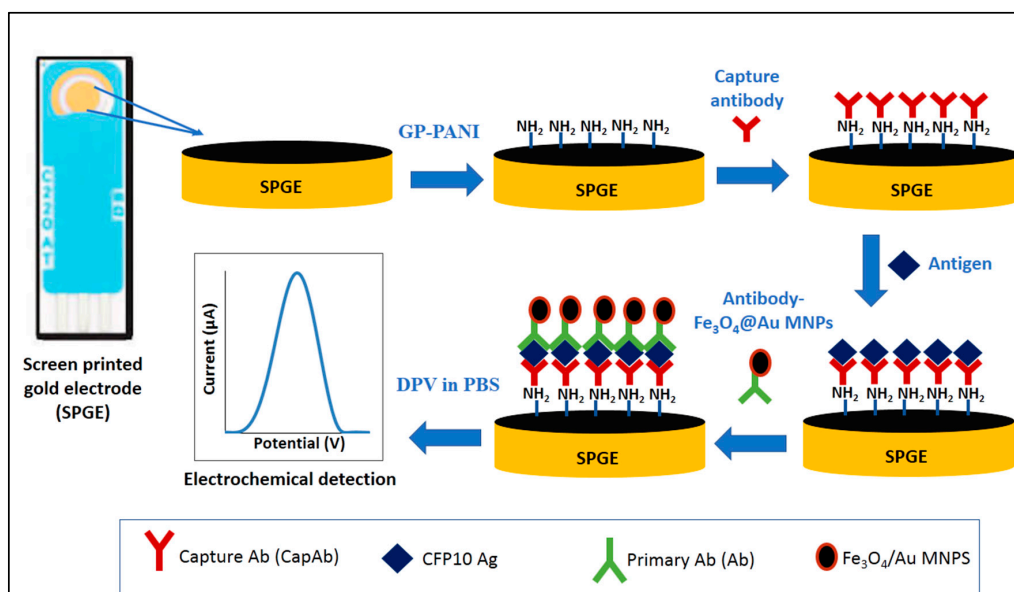 GP-PANI
Capture
antibody
NH2 NH2 NH2 NH2 NH2
NH2 NH2 NH2 NH2 NH2
SPGE
SPGE
SPGE
Screen printed
gold electrode
(SPGE)
Antigen
Antibody-
Fe3O4@Au MNPs
NH2 NH2 NH2 NH2 NH2
NH2 NH2 NH2 NH2 NH2
SPGE
SPGE
DPV in PBS
Current (µA)
Potential (V)
Electrochemical detection
Capture Ab (CapAb)
CFP10 Ag
Primary Ab (Ab)
Fe3O4/Au MNPS